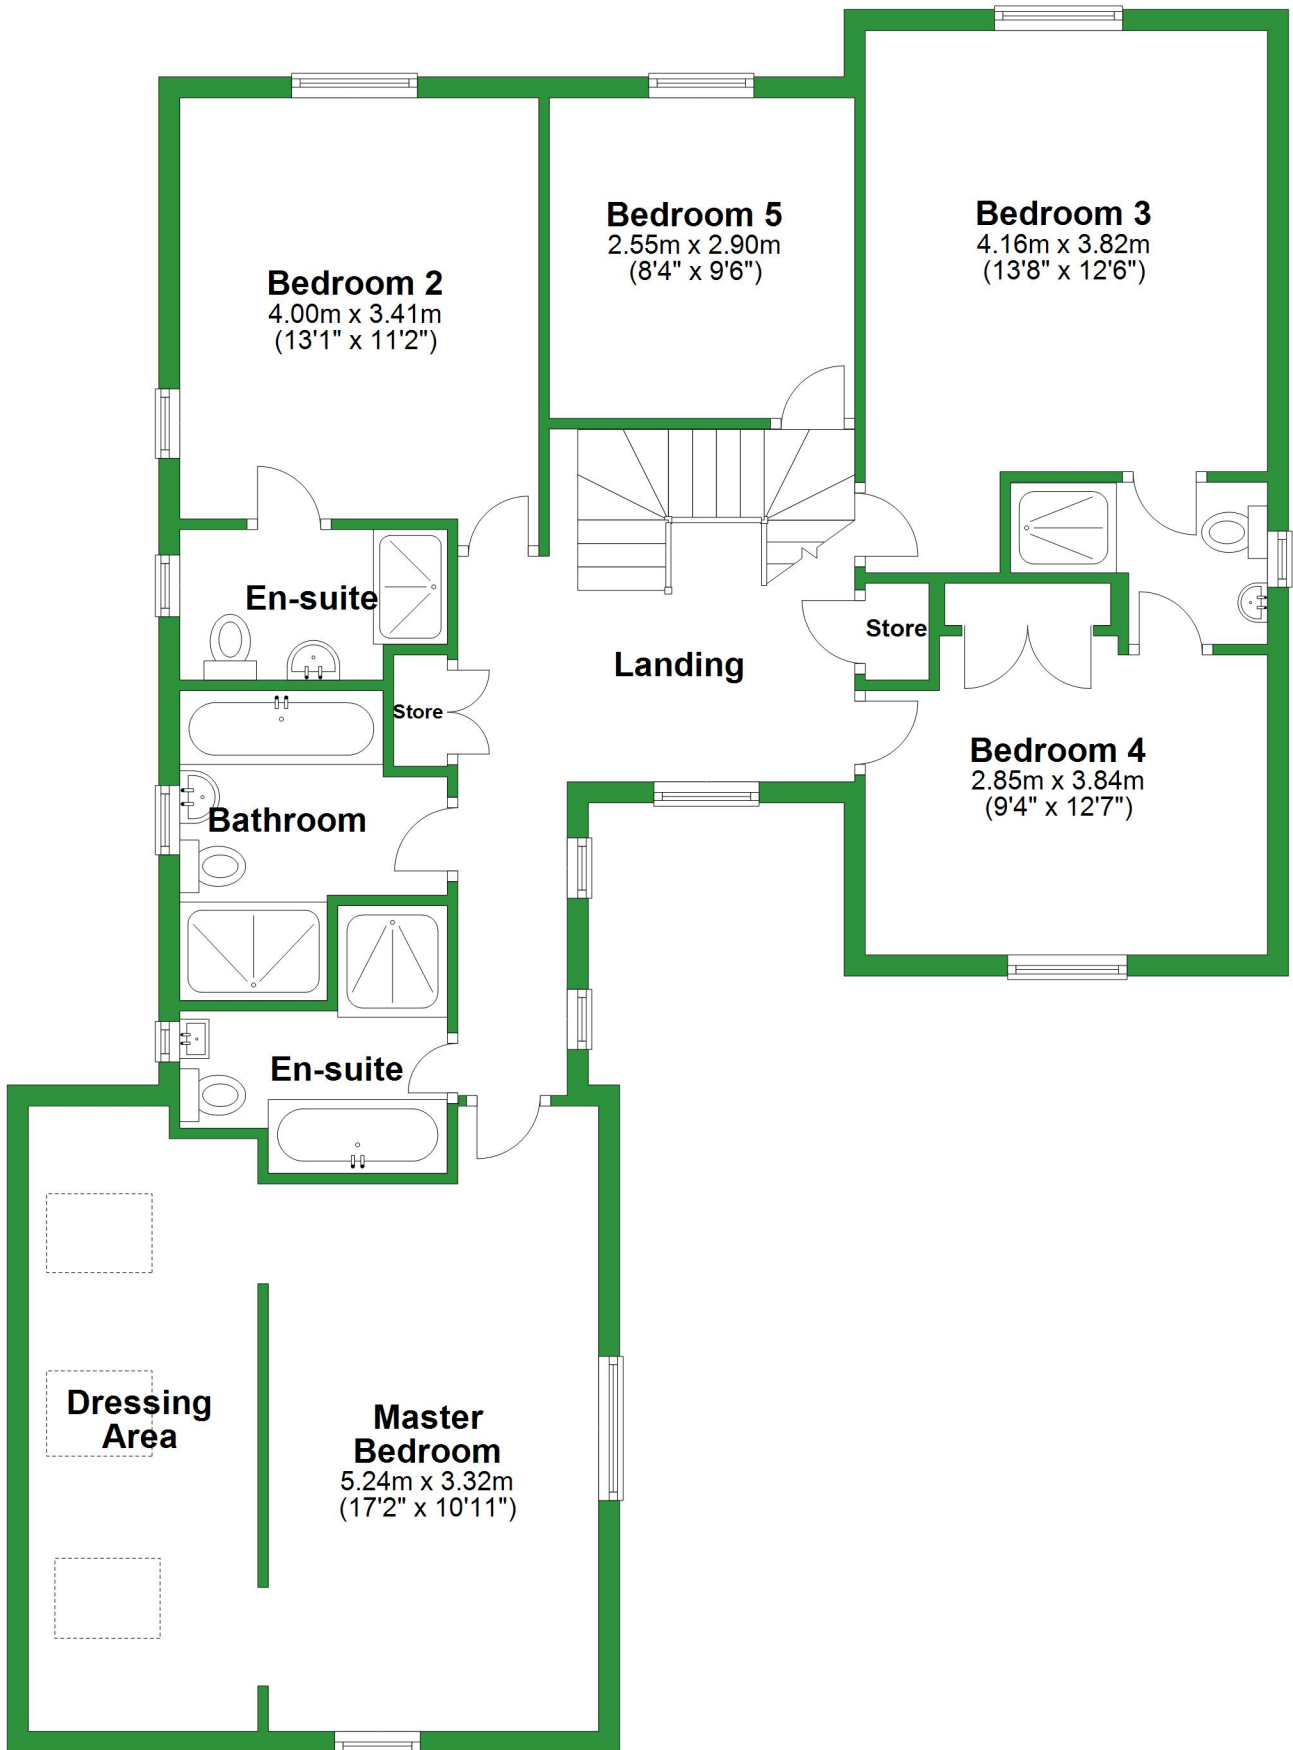 Bedroom 2
4.00m x 3.41m
(13'1" x 11'2")
Bedroom 5
2.55m x 2.90m
(8'4" x 9'6")
Bedroom 3
4.16m x 3.82m
(13'8" x 12'6")
En-suite
Store
Landing
Store
Bedroom 4
2.85m x 3.84m
(9'4" x 12'7")
Bathroom
En-suite
Dressing
Area
Master
Bedroom
5.24m x 3.32m
(17'2" x 10'11")